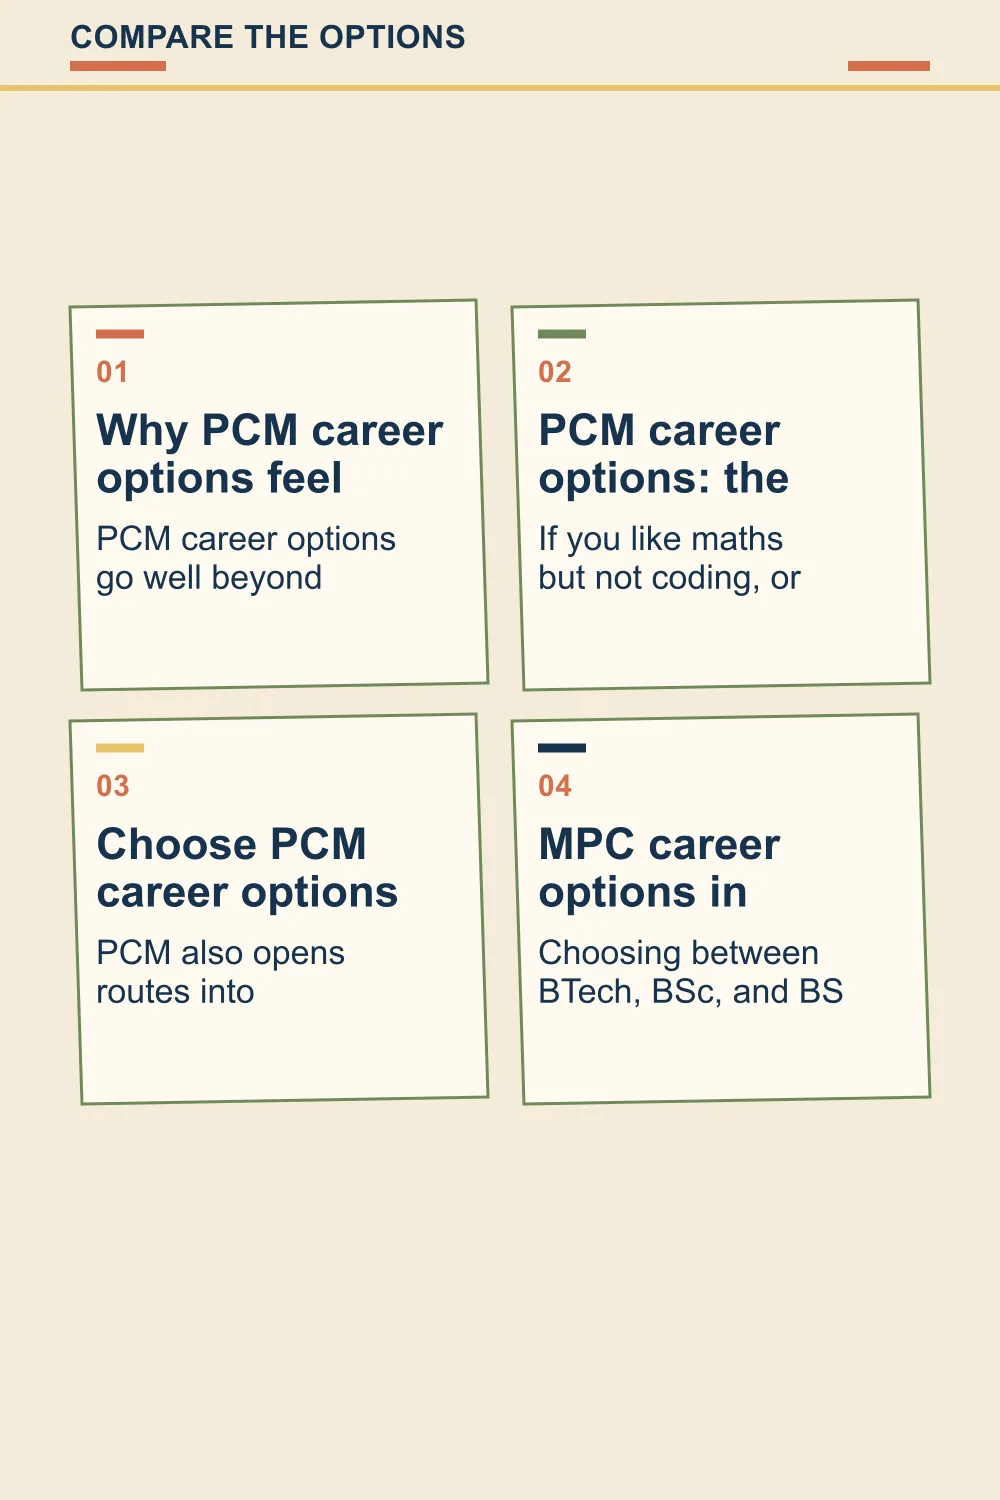 COMPARE THE OPTIONS
01
Why PCM career
options feel
PCM career options
go well beyond
02
PCM career
options: the
If you like maths
but not coding, or
03
Choose PCM
career options
PCM also opens
routes into
04
MPC career
options in
Choosing between
BTech, BSc, and BS